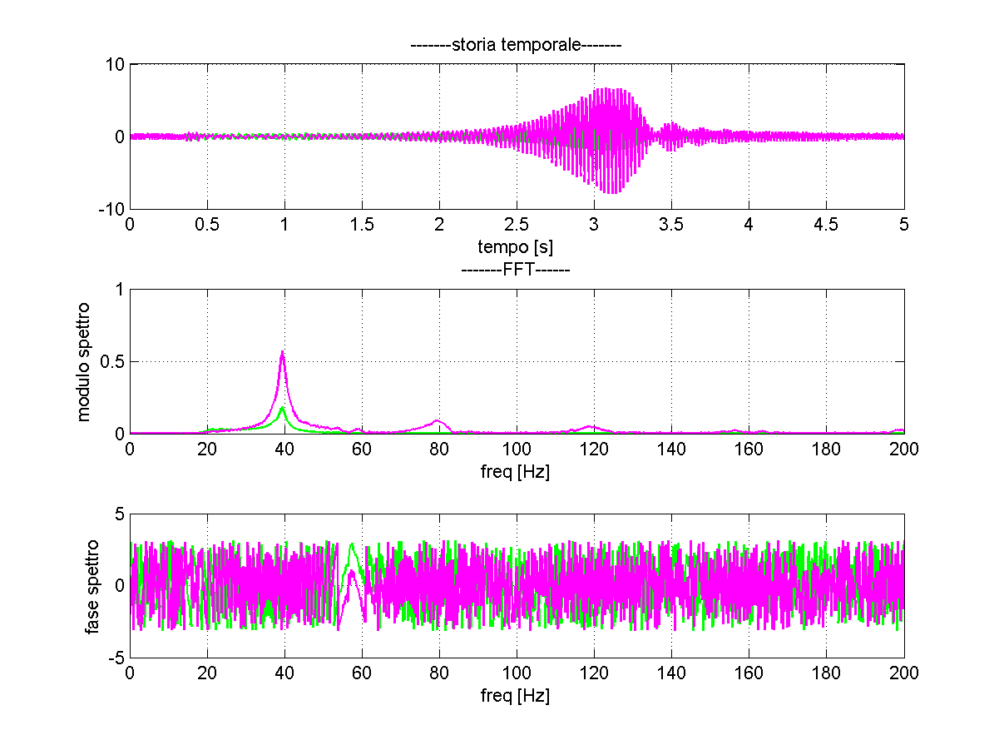 -------storia temporale-------
10
0
-10
0 0.5 1 1.5 2 2.5 3 3.5 4 4.5 5
tempo [s]
-------FFT------
1
0.5
0
modulo spettro
0 20 40 60 80 100 120 140 160 180 200
freq [Hz]
5
0
-5
fase spettro
0 20 40 60 80 100 120 140 160 180 200
freq [Hz]